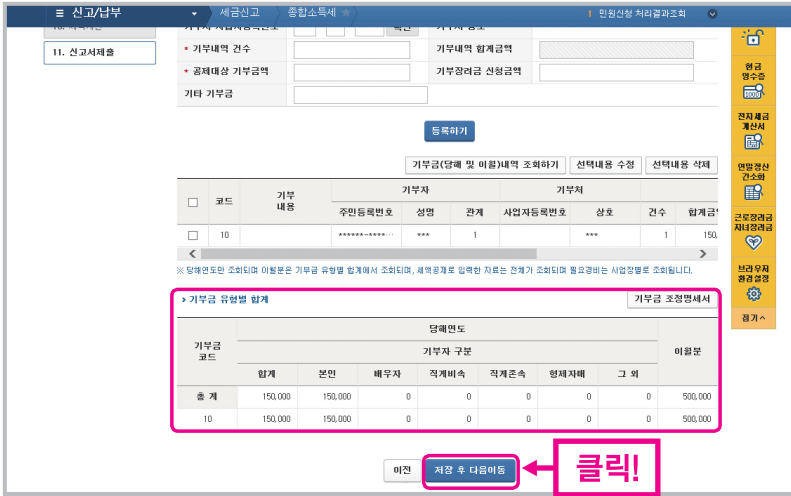 ≡ 신고/납부 세금신고 종합소득세 ★ ! 민원신청 처리결과조회
11. 신고서제출
* 기부내역 건수 기부내역 합계금액
* 공제대상 기부금액 기부장려금 신청금액
기타 기부금
등록하기
기부금(당해 및 이월)내역 조회하기 선택내용 수정 선택내용 삭제
코드 기부내용 기부자 기부처
주민등록번호 성명 관계 사업자등록번호 상호 건수 합계금
10 ******-****... *** 1 *** 1 150,
※ 당해연도만 조회되며 이월분은 기부금 유형별 합계에서 조회되며, 세액공제로 입력한 자료는 전체가 조회되며 필요경비는 사업장별로 조회됩니다.
> 기부금 유형별 합계 기부금 조정명세서
기부금 코드 당해연도 이월분
기부자 구분
합계 본인 배우자 직계비속 직계존속 형제자매 그 외
총 계 150,000 150,000 0 0 0 0 0 500,000
10 150,000 150,000 0 0 0 0 0 500,000
이전 저장 후 다음이동 클릭!
현금
영수증
전자세금
계산서
연말정산
간소화
근로장려금
자녀장려금
브라우저
환경설정
접기 ^